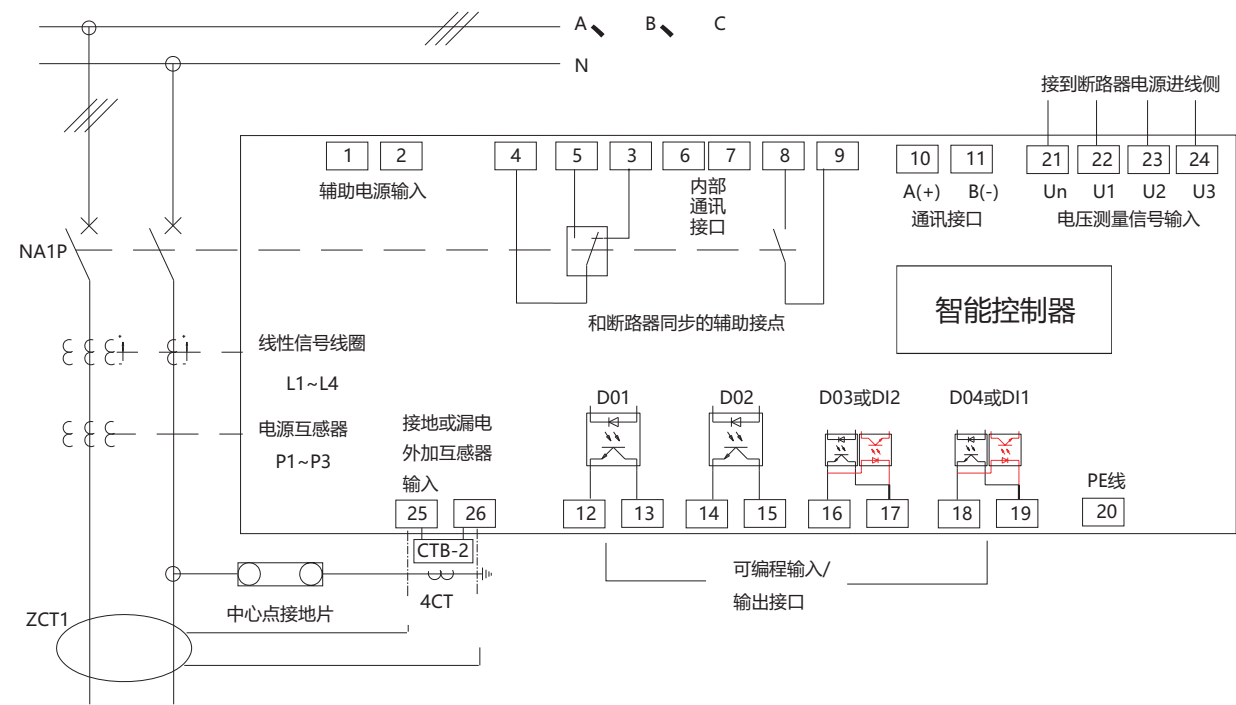 A B C
N
接到断路器电源进线侧
1 2 4 5 3 6 7 8 9 10 11 21 22 23 24
辅助电源输入
内部
通讯
接口
A(+) B(-)
通讯接口
Un U1 U2 U3
电压测量信号输入
NA1P
智能控制器
和断路器同步的辅助接点
线性信号线圈
L1~L4
电源互感器
P1~P3
接地或漏电
外加互感器
输入
D01 D02 D03或DI2 D04或DI1
PE线
25 26 12 13 14 15 16 17 18 19 20
CTB-2
4CT
中心点接地片
可编程输入/
输出接口
ZCT1